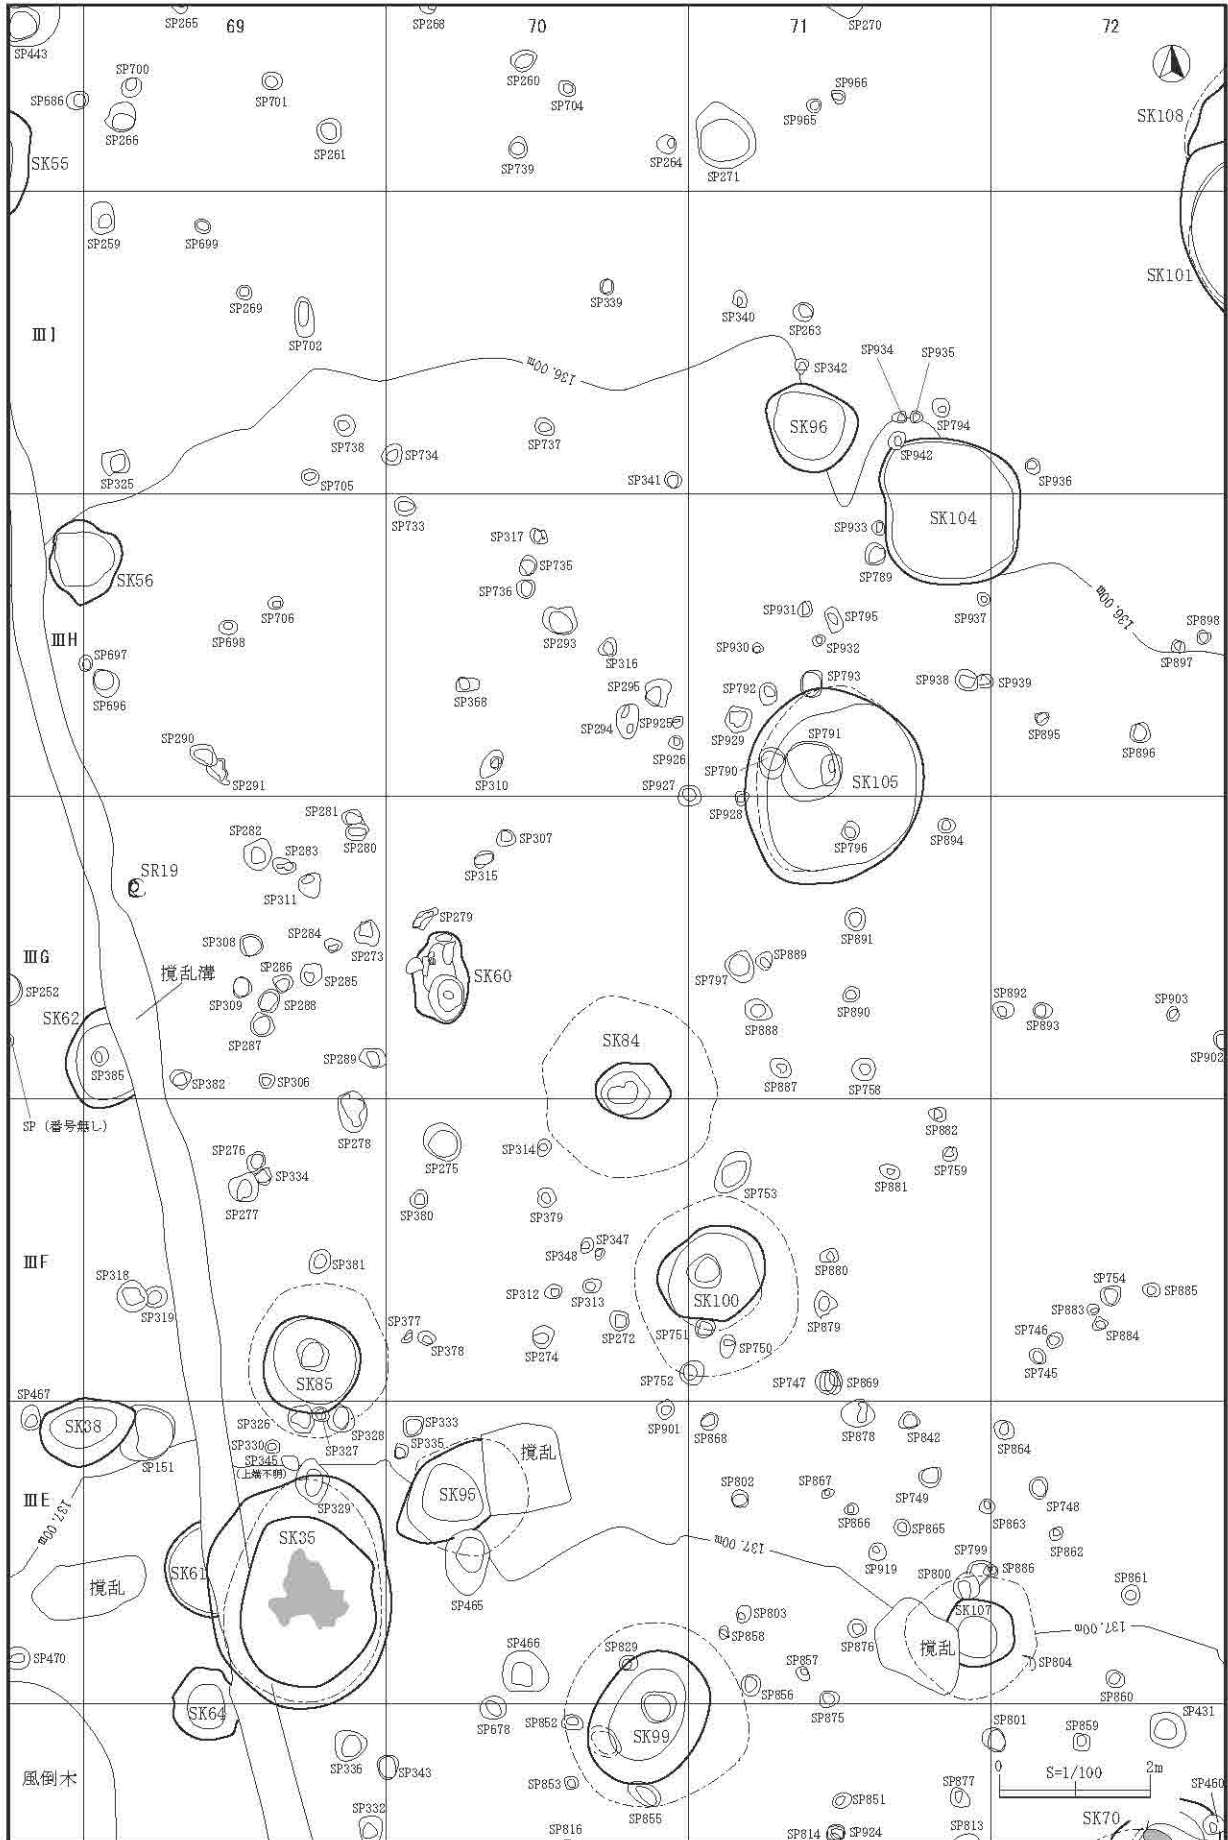 69
70
71
72
SP265
SP268
SP270
SP443
SP700
SP701
SP260
SP704
SP966
SP965
SK108
SP686
SP266
SP261
SP739
SP264
SP271
SK55
SP259
SP699
SK101
SP269
SP339
SP340
SP263
ⅢI
SP702
136.00m
SP342
SP934
SP935
SP738
SP734
SP737
SK96
SP794
SP942
SP325
SP705
SP341
SP936
SP733
SP317
SP933
SK104
SK56
SP735
SP736
SP789
136.00m
SP706
SP931
SP795
SP937
ⅢH
SP698
SP293
SP932
SP898
SP697
SP316
SP930
SP897
SP696
SP368
SP295
SP792
SP793
SP938
SP939
SP294
SP925
SP929
SP895
SP896
SP290
SP926
SP791
SP790
SP291
SP310
SP927
SK105
SP928
SP281
SP282
SP280
SP307
SP796
SP894
SP283
SR19
SP311
SP315
SP279
SP891
SP308
SP284
SP273
ⅢG
撹乱溝
SP286
SP285
SK60
SP797
SP889
SP252
SP309
SP288
SP890
SP892
SP893
SP903
SK62
SP287
SP888
SK84
SP902
SP385
SP289
SP382
SP306
SP887
SP758
SP（番号無し）
SP278
SP882
SP276
SP275
SP314
SP759
SP334
SP881
SP277
SP380
SP379
SP753
SP347
SP348
ⅢF
SP381
SP880
SP318
SP319
SP312
SP313
SK100
SP754
SP885
SP883
SP884
SP377
SP378
SP274
SP272
SP751
SP750
SP879
SP746
SP745
SK85
SP752
SP747
SP869
SP467
SK38
SP326
SP327
SP328
SP333
SP901
SP868
SP878
SP842
SP864
SP151
SP330
SP345
(上端不明)
SP335
撹乱
ⅢE
137.00m
SP329
SK95
SP802
SP867
SP749
SP748
SP866
SP863
SK35
SP865
SP862
137.00m
SP919
SP799
SP886
SK61
撹乱
SP465
SP800
SP861
SK107
SP803
SP858
SP876
撹乱
137.00m
SP470
SP466
SP829
SP857
SP804
SP856
SP860
SK64
SP678
SP852
SP875
SK99
SP801
SP859
SP431
風倒木
SP336
SP343
SP853
0
S=1/100
2m
SP855
SP851
SP877
SP460
SP332
SP816
SP814
SP924
SP813
SK70